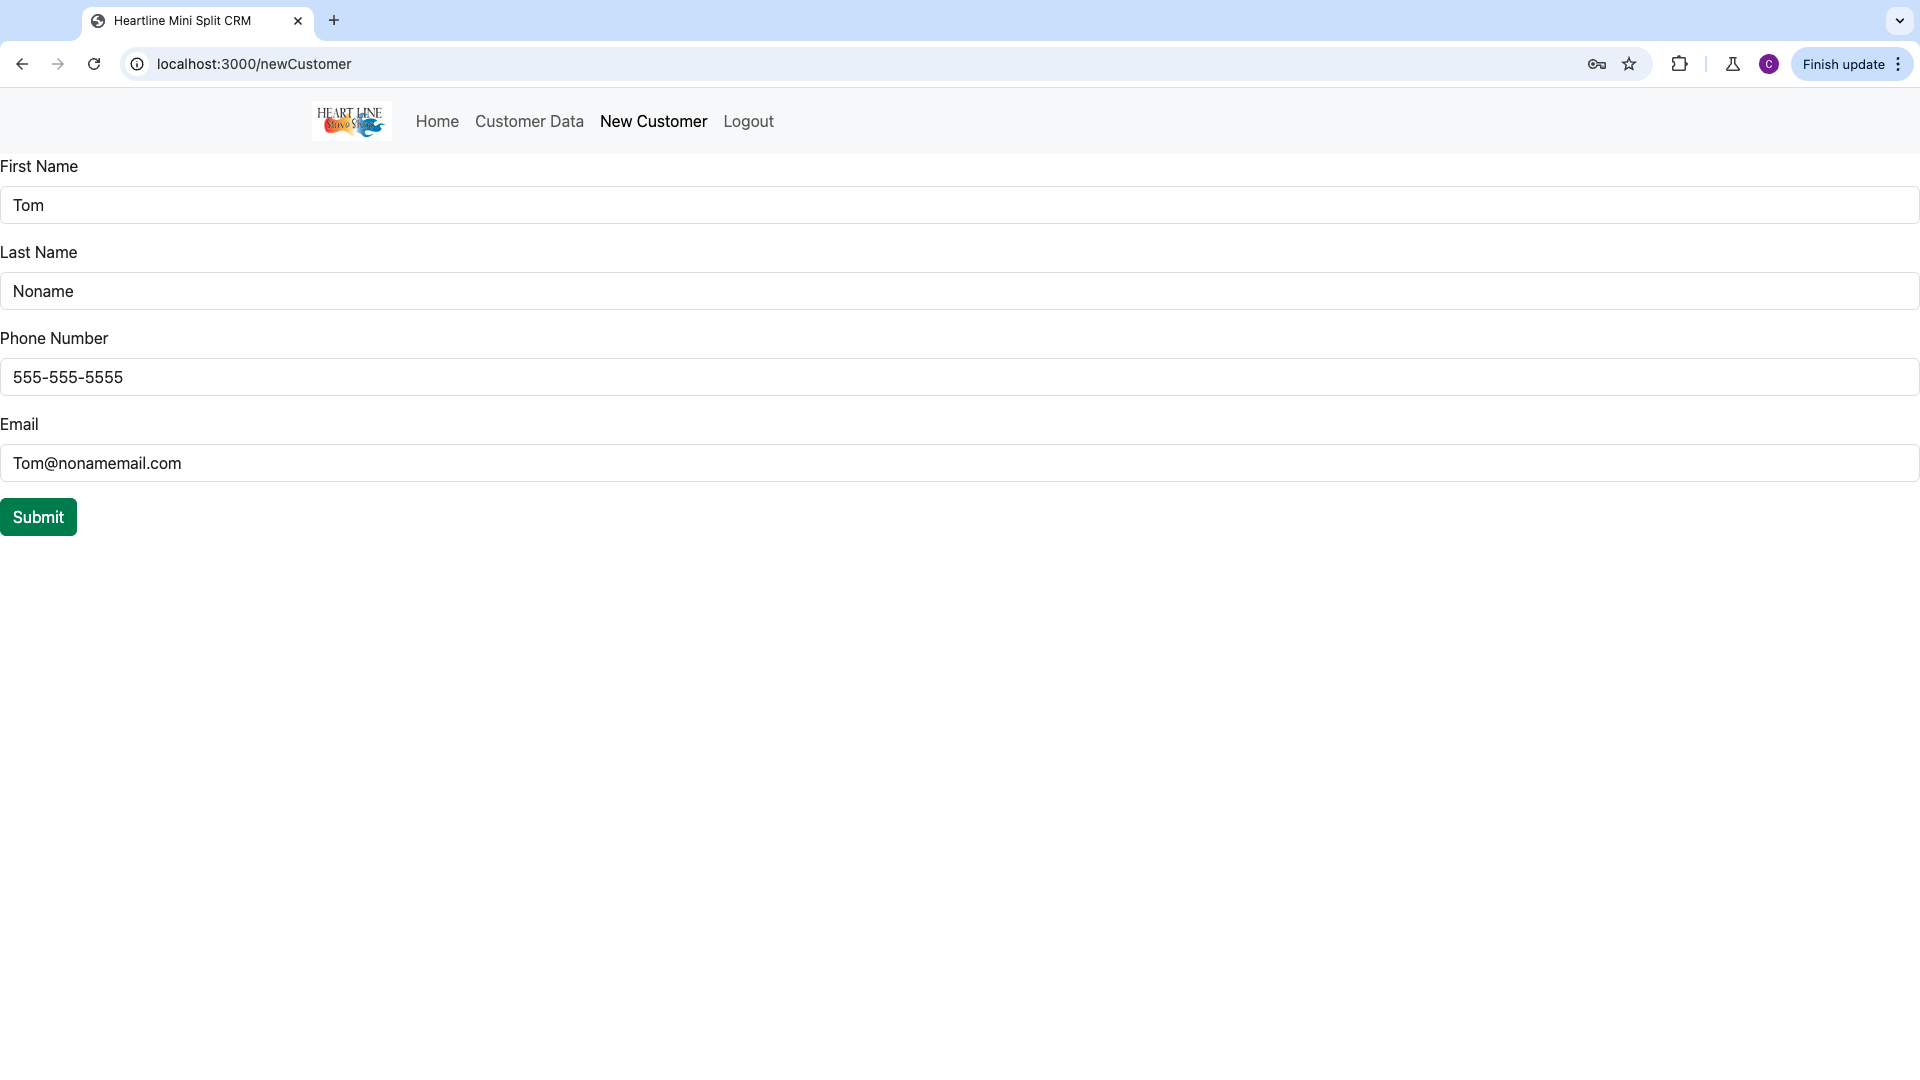 Heartline Mini Split CRM
localhost:3000/newCustomer
C
Finish update
HEART LINE
Home Customer Data New Customer Logout
First Name
Tom
Last Name
Noname
Phone Number
555-555-5555
Email
Tom@nonamemail.com
Submit